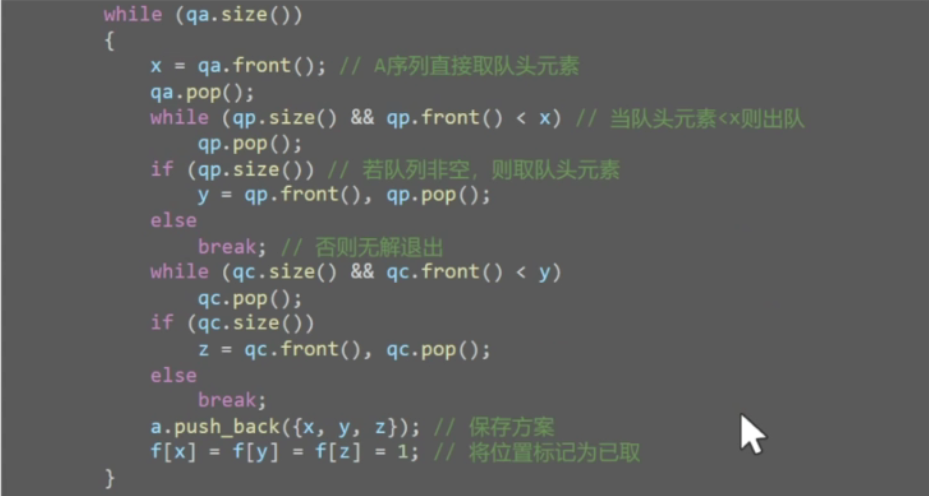 while (qa.size())
{
x = qa.front(); // A序列直接取队头元素
qa.pop();
while (qp.size() && qp.front() < x) // 当队头元素<x则出队
qp.pop();
if (qp.size()) // 若队列非空，则取队头元素
y = qp.front(), qp.pop();
else
break; // 否则无解退出
while (qc.size() && qc.front() < y)
qc.pop();
if (qc.size())
z = qc.front(), qc.pop();
else
break;
a.push_back({x, y, z}); // 保存方案
f[x] = f[y] = f[z] = 1; // 将位置标记为已取
}